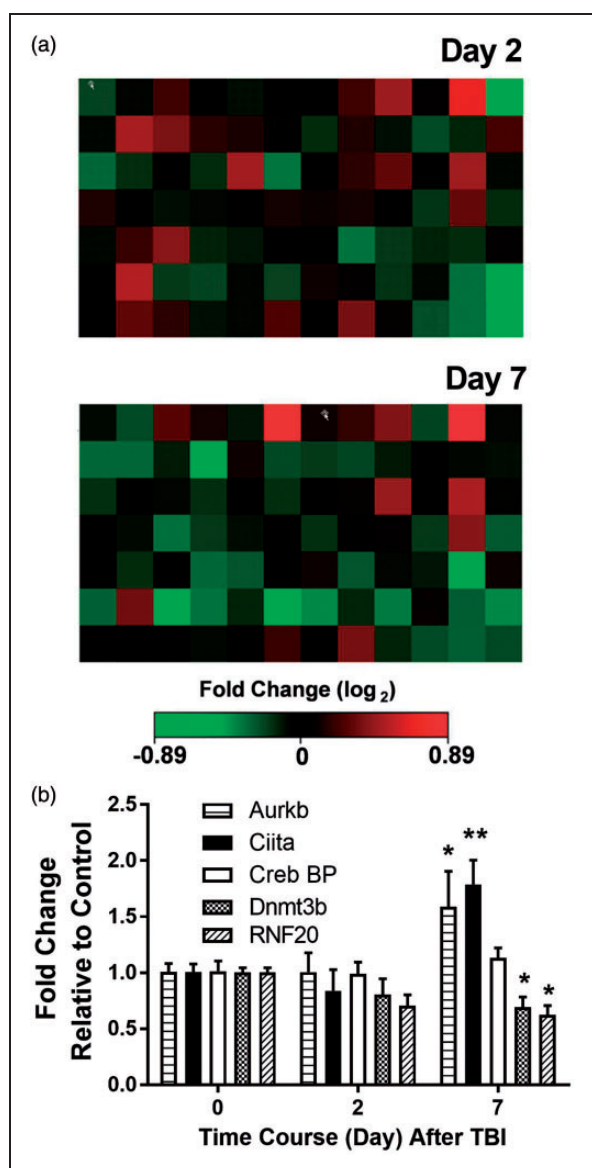 (a)
Day 2
Day 7
Fold Change (log 2)
-0.89 0 0.89
(b)
Fold Change
Relative to Control
2.5
2.0
1.5
1.0
0.5
0.0
Aurkb
Ciita
Creb BP
Dnmt3b
RNF20
* ** * *
0 2 7
Time Course (Day) After TBI